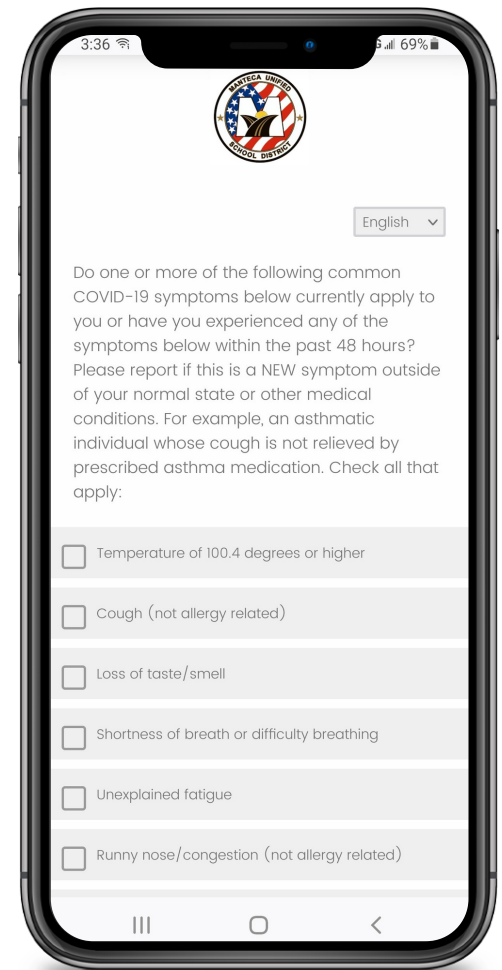 3:36
G 69%
MANTECA UNIFIED
SCHOOL DISTRICT
English
Do one or more of the following common
COVID-19 symptoms below currently apply to
you or have you experienced any of the
symptoms below within the past 48 hours?
Please report if this is a NEW symptom outside
of your normal state or other medical
conditions. For example, an asthmatic
individual whose cough is not relieved by
prescribed asthma medication. Check all that
apply:
Temperature of 100.4 degrees or higher
Cough (not allergy related)
Loss of taste/smell
Shortness of breath or difficulty breathing
Unexplained fatigue
Runny nose/congestion (not allergy related)